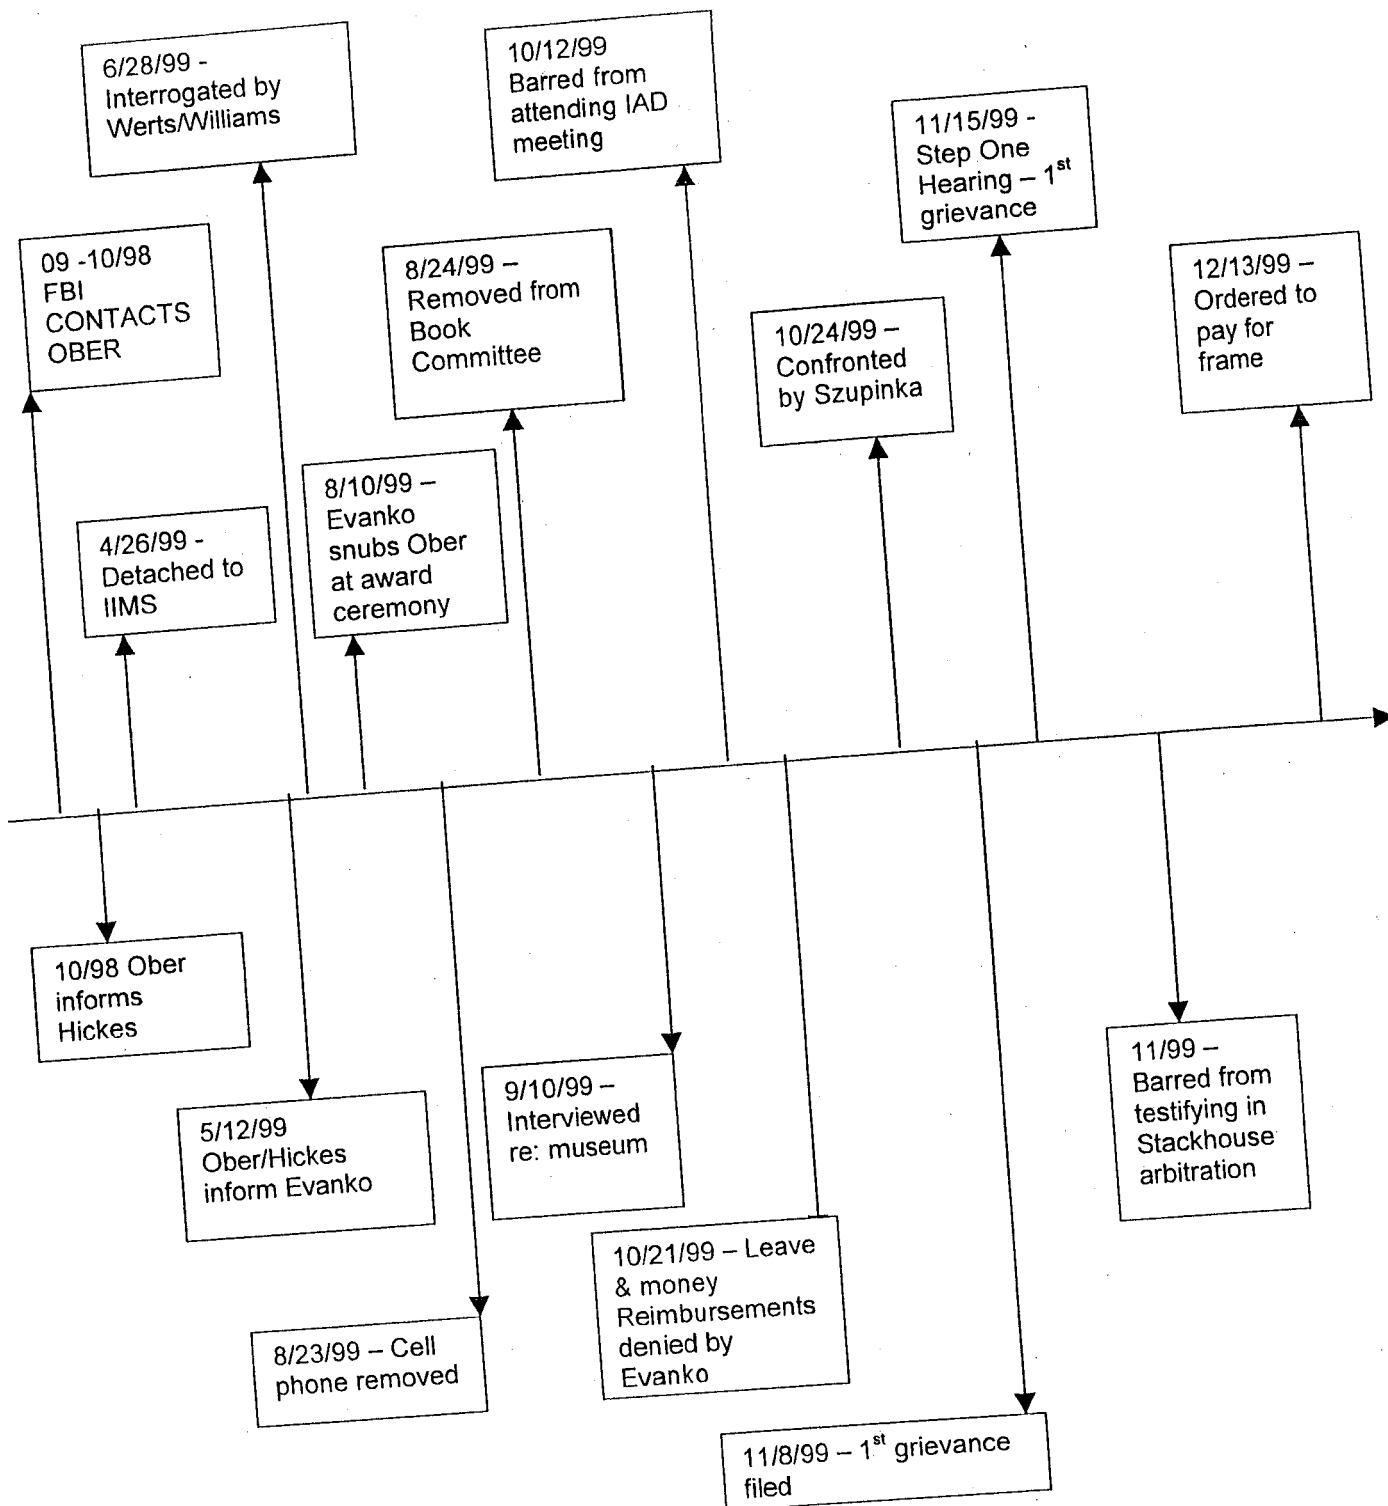 6/28/99 -
Interrogated by
Werts/Williams
10/12/99
Barred from
attending IAD
meeting
11/15/99 -
Step One
Hearing – 1st
grievance
09 -10/98
FBI
CONTACTS
OBER
8/24/99 –
Removed from
Book
Committee
12/13/99 –
Ordered to
pay for
frame
10/24/99 –
Confronted
by Szupinka
8/10/99 –
Evanko
snubs Ober
at award
ceremony
4/26/99 -
Detached to
IIMS
10/98 Ober
informs
Hickes
5/12/99
Ober/Hickes
inform Evanko
9/10/99 –
Interviewed
re: museum
11/99 –
Barred from
testifying in
Stackhouse
arbitration
10/21/99 – Leave
& money
Reimbursements
denied by
Evanko
8/23/99 – Cell
phone removed
11/8/99 – 1st grievance
filed